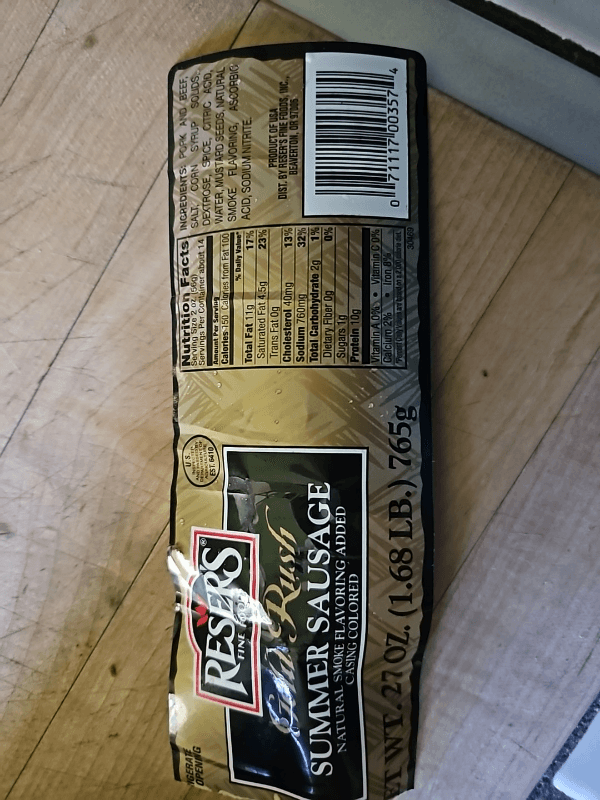 RESER'S®
FINE FOODS
Gold Rush
SUMMER SAUSAGE
NATURAL SMOKE FLAVORING ADDED
CASING COLORED
ET WT. 27 OZ. (1.68 LB.) 765g
OPENING
U.S.
EST. 6410
Nutrition Facts
Serving Size 2 oz. (56g)
Servings Per Container about 14
Amount Per Serving
Calories 150 Calories from Fat 100
% Daily Value*
Total Fat 11g 17%
Saturated Fat 4.5g 23%
Trans Fat 0g
Cholesterol 40mg 13%
Sodium 760mg 32%
Total Carbohydrate 2g 1%
Dietary Fiber 0g 0%
Sugars 1g
Protein 10g
Vitamin A 0% • Vitamin C 0%
Calcium 2% • Iron 8%
INGREDIENTS: PORK AND BEEF,
SALT, CORN SYRUP SOLIDS,
DEXTROSE, SPICE, CITRIC ACID,
WATER, MUSTARD SEEDS, NATURAL
SMOKE FLAVORING, ASCORBIC
ACID, SODIUM NITRITE.
PRODUCT OF USA
DIST. BY RESER'S FINE FOODS, INC.,
BEAVERTON, OR 97005
0 71117 00357 4